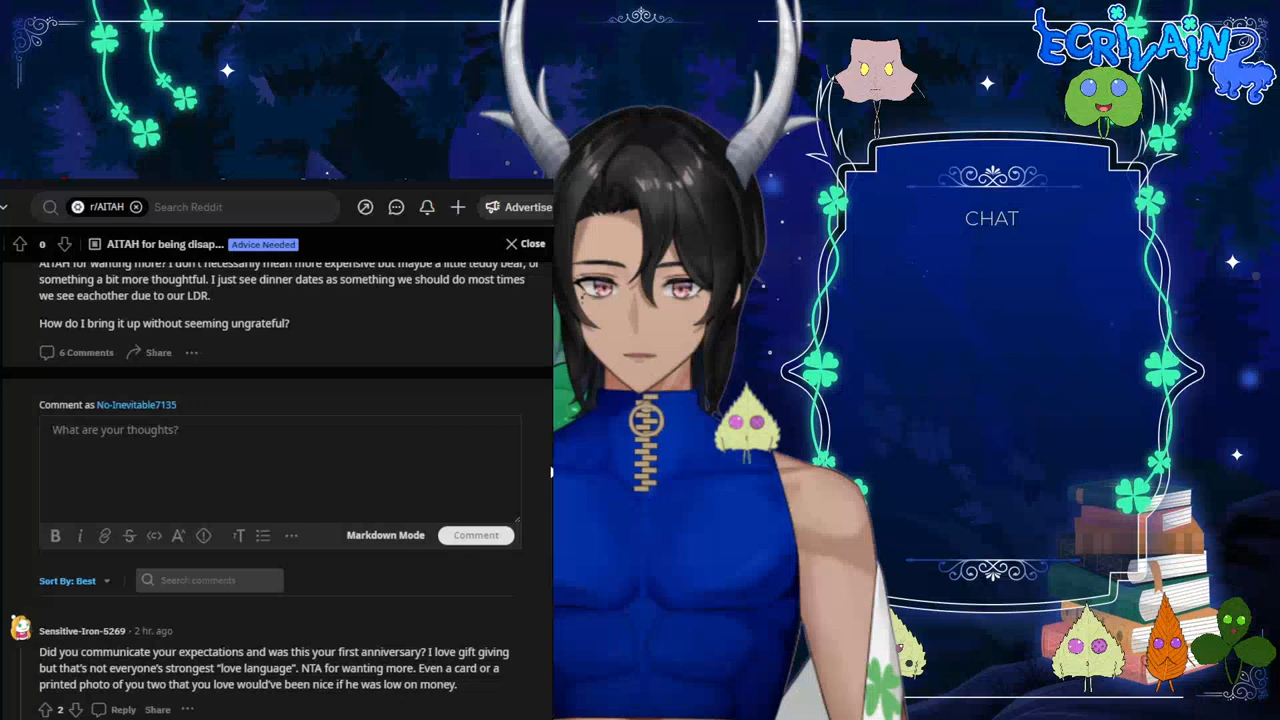 ECRIVAIN
r/AITAH
Search Reddit
Advertise
0
AITAH for being disap...
Advice Needed
Close
AITAH for wanting more? I don't necessarily mean more expensive but maybe a little teddy bear, or
something a bit more thoughtful. I just see dinner dates as something we should do most times
we see eachother due to our LDR.
How do I bring it up without seeming ungrateful?
6 Comments
Share
CHAT
Comment as No-Inevitable7135
What are your thoughts?
Markdown Mode
Comment
Sort By: Best
Search comments
Sensitive-Iron-5269 · 2 hr. ago
Did you communicate your expectations and was this your first anniversary? I love gift giving
but that's not everyone's strongest “love language”. NTA for wanting more. Even a card or a
printed photo of you two that you love would've been nice if he was low on money.
2
Reply
Share